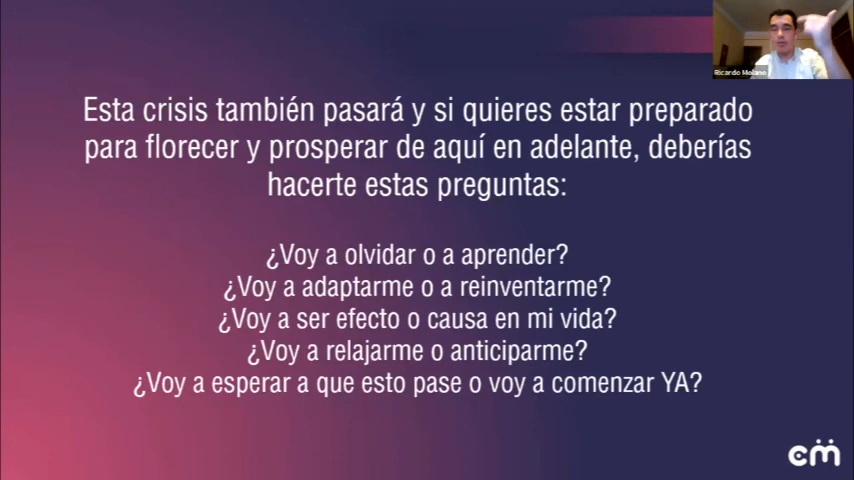 Ricardo Molano
Esta crisis también pasará y si quieres estar preparado
para florecer y prosperar de aquí en adelante, deberías
hacerte estas preguntas:
¿Voy a olvidar o a aprender?
¿Voy a adaptarme o a reinventarme?
¿Voy a ser efecto o causa en mi vida?
¿Voy a relajarme o anticiparme?
¿Voy a esperar a que esto pase o voy a comenzar YA?
cm